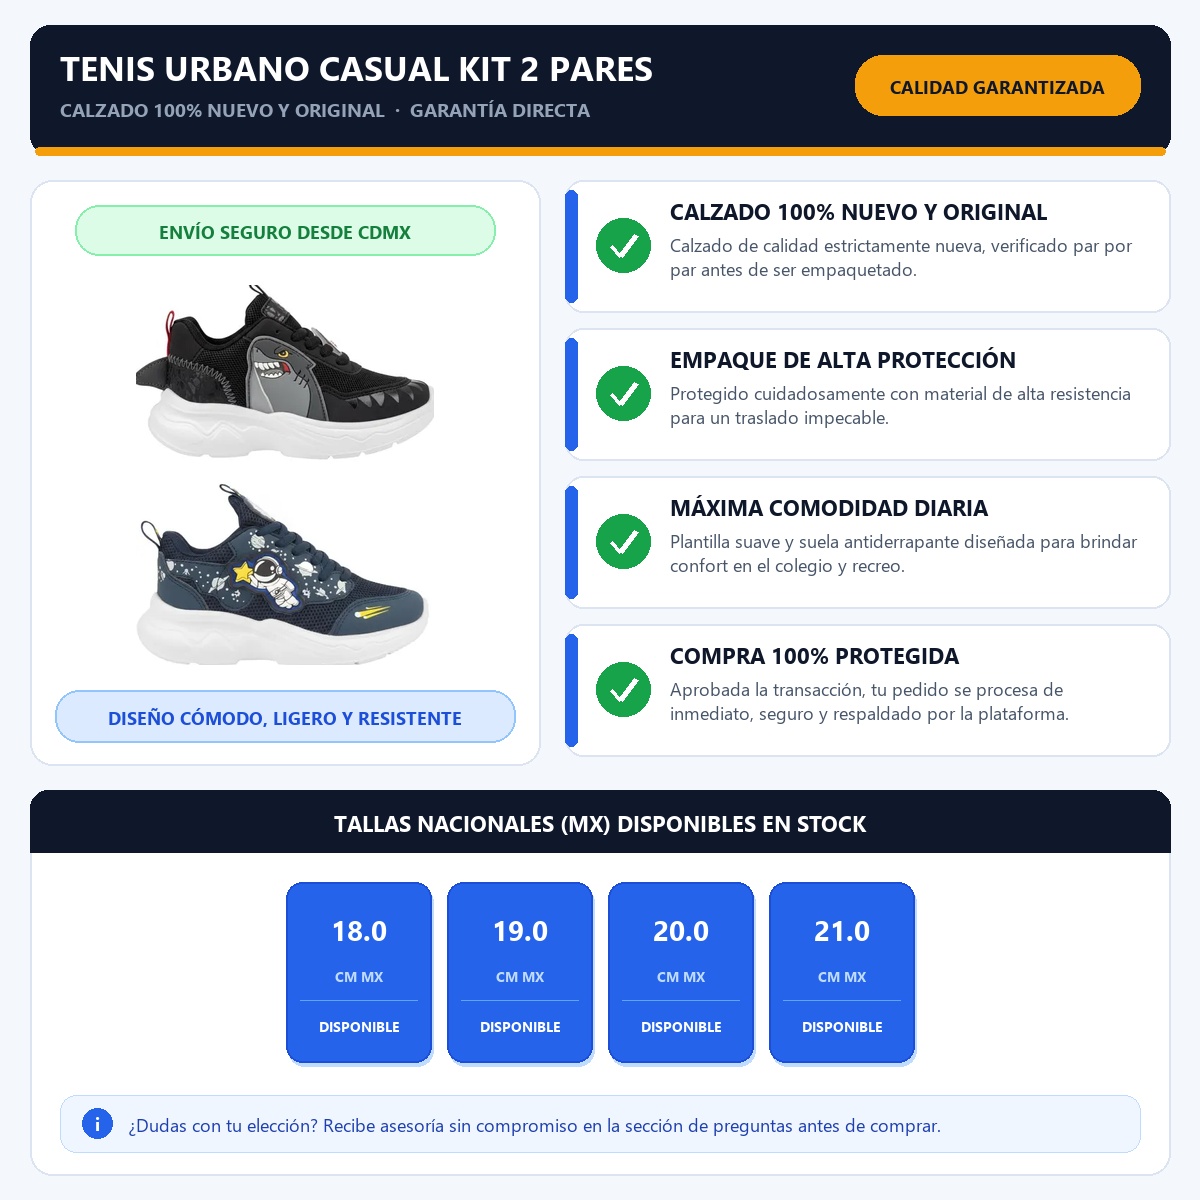 TENIS URBANO CASUAL KIT 2 PARES
CALZADO 100% NUEVO Y ORIGINAL · GARANTÍA DIRECTA
CALIDAD GARANTIZADA
ENVÍO SEGURO DESDE CDMX
DISEÑO CÓMODO, LIGERO Y RESISTENTE
CALZADO 100% NUEVO Y ORIGINAL
Calzado de calidad estrictamente nueva, verificado par por
par antes de ser empaquetado.
EMPAQUE DE ALTA PROTECCIÓN
Protegido cuidadosamente con material de alta resistencia
para un traslado impecable.
MÁXIMA COMODIDAD DIARIA
Plantilla suave y suela antiderrapante diseñada para brindar
confort en el colegio y recreo.
COMPRA 100% PROTEGIDA
Aprobada la transacción, tu pedido se procesa de
inmediato, seguro y respaldado por la plataforma.
TALLAS NACIONALES (MX) DISPONIBLES EN STOCK
18.0
CM MX
DISPONIBLE
19.0
CM MX
DISPONIBLE
20.0
CM MX
DISPONIBLE
21.0
CM MX
DISPONIBLE
¿Dudas con tu elección? Recibe asesoría sin compromiso en la sección de preguntas antes de comprar.